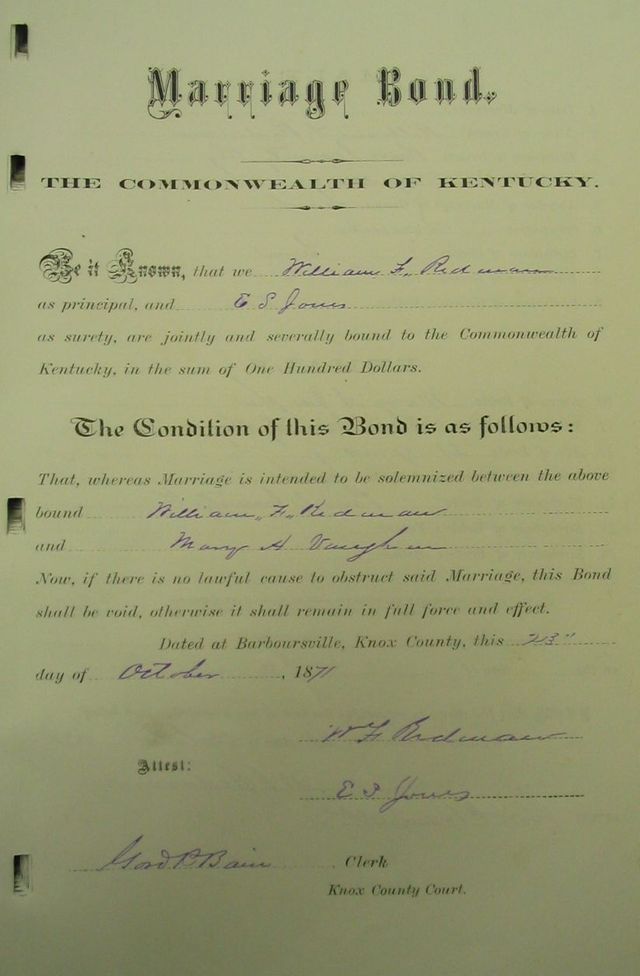 Marriage Bond.
THE COMMONWEALTH OF KENTUCKY.
Be it Known, that we William F. Redman
as principal, and E S Jones
as surety, are jointly and severally bound to the Commonwealth of
Kentucky, in the sum of One Hundred Dollars.
The Condition of this Bond is as follows:
That, whereas Marriage is intended to be solemnized between the above
bound William F. Redman
and Mary H Vaughn
Now, if there is no lawful cause to obstruct said Marriage, this Bond
shall be void, otherwise it shall remain in full force and effect.
Dated at Barboursville, Knox County, this 23"
day of October, 1871
W F Redman
Attest:
E S Jones
Clerk
Knox County Court.